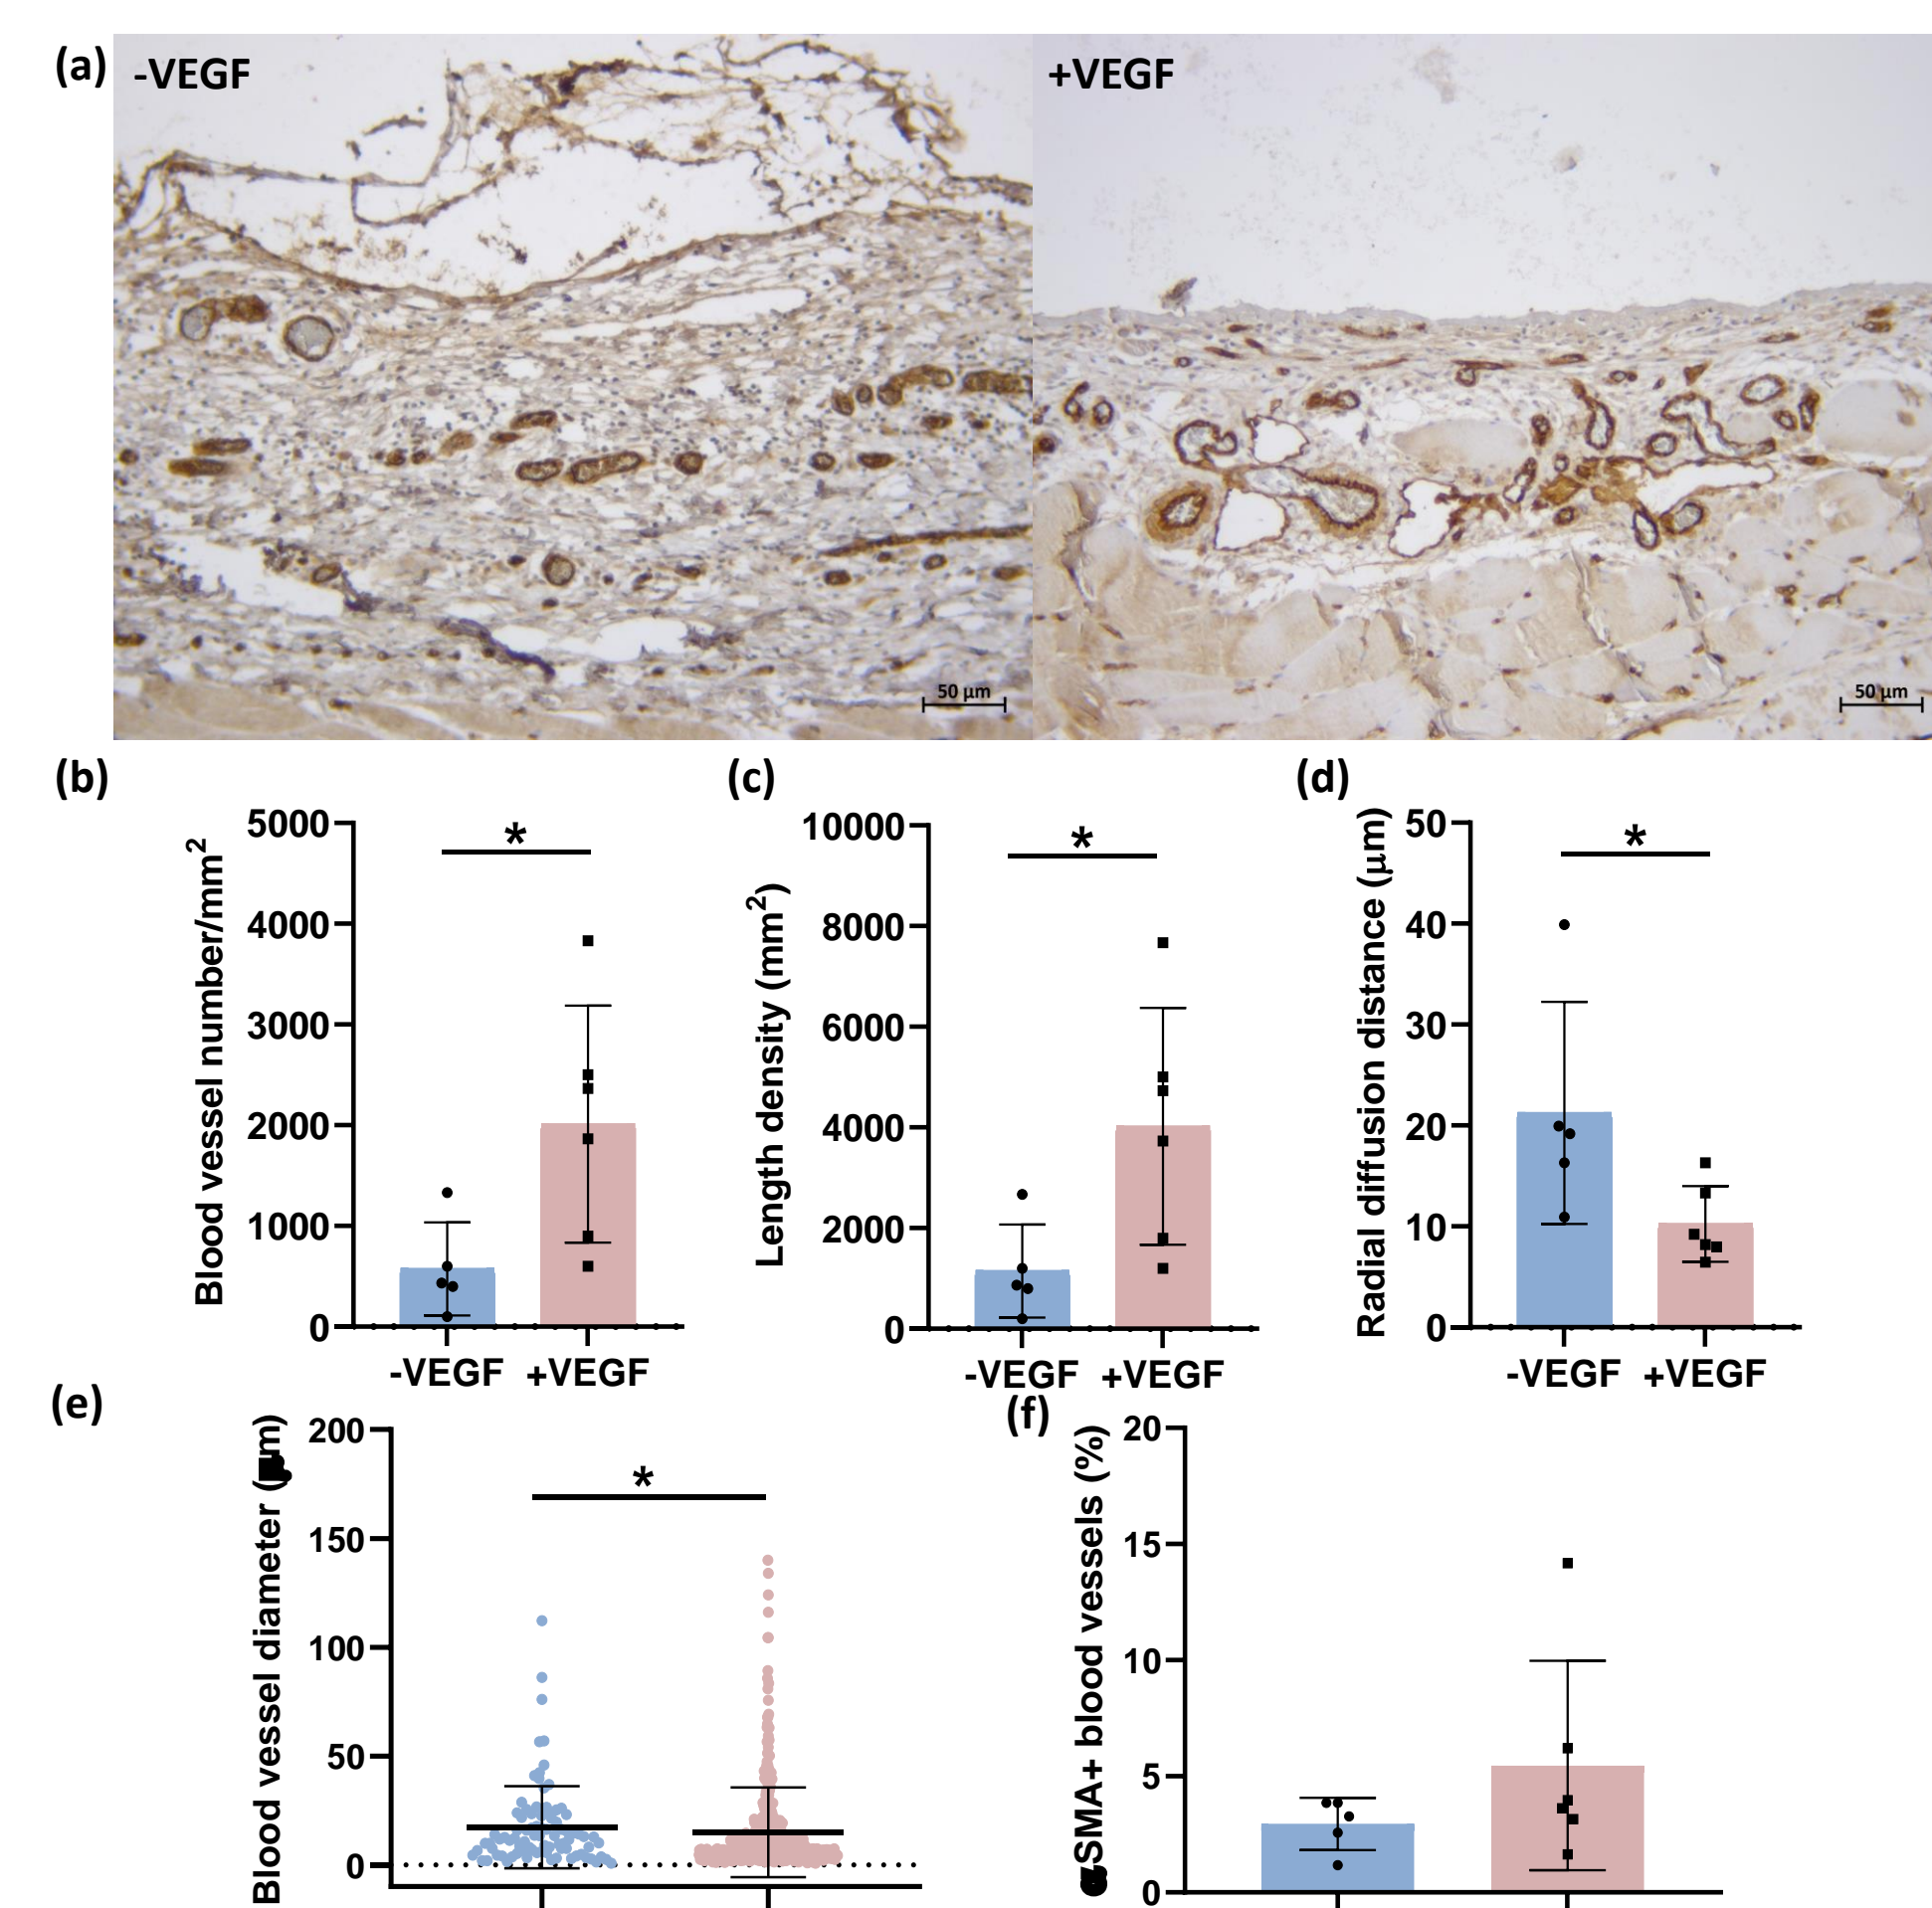 (a)
-VEGF
+VEGF
50 µm
50 µm
(b)
(c)
(d)
Blood vessel number/mm²
5000
4000
3000
2000
1000
0
*
-VEGF +VEGF
Length density (mm²)
10000
8000
6000
4000
2000
0
*
-VEGF +VEGF
Radial diffusion distance (μm)
50
40
30
20
10
0
*
-VEGF +VEGF
(e)
Blood vessel diameter (μm)
200
150
100
50
0
*
(f)
SMA+ blood vessels (%)
20
15
10
5
0